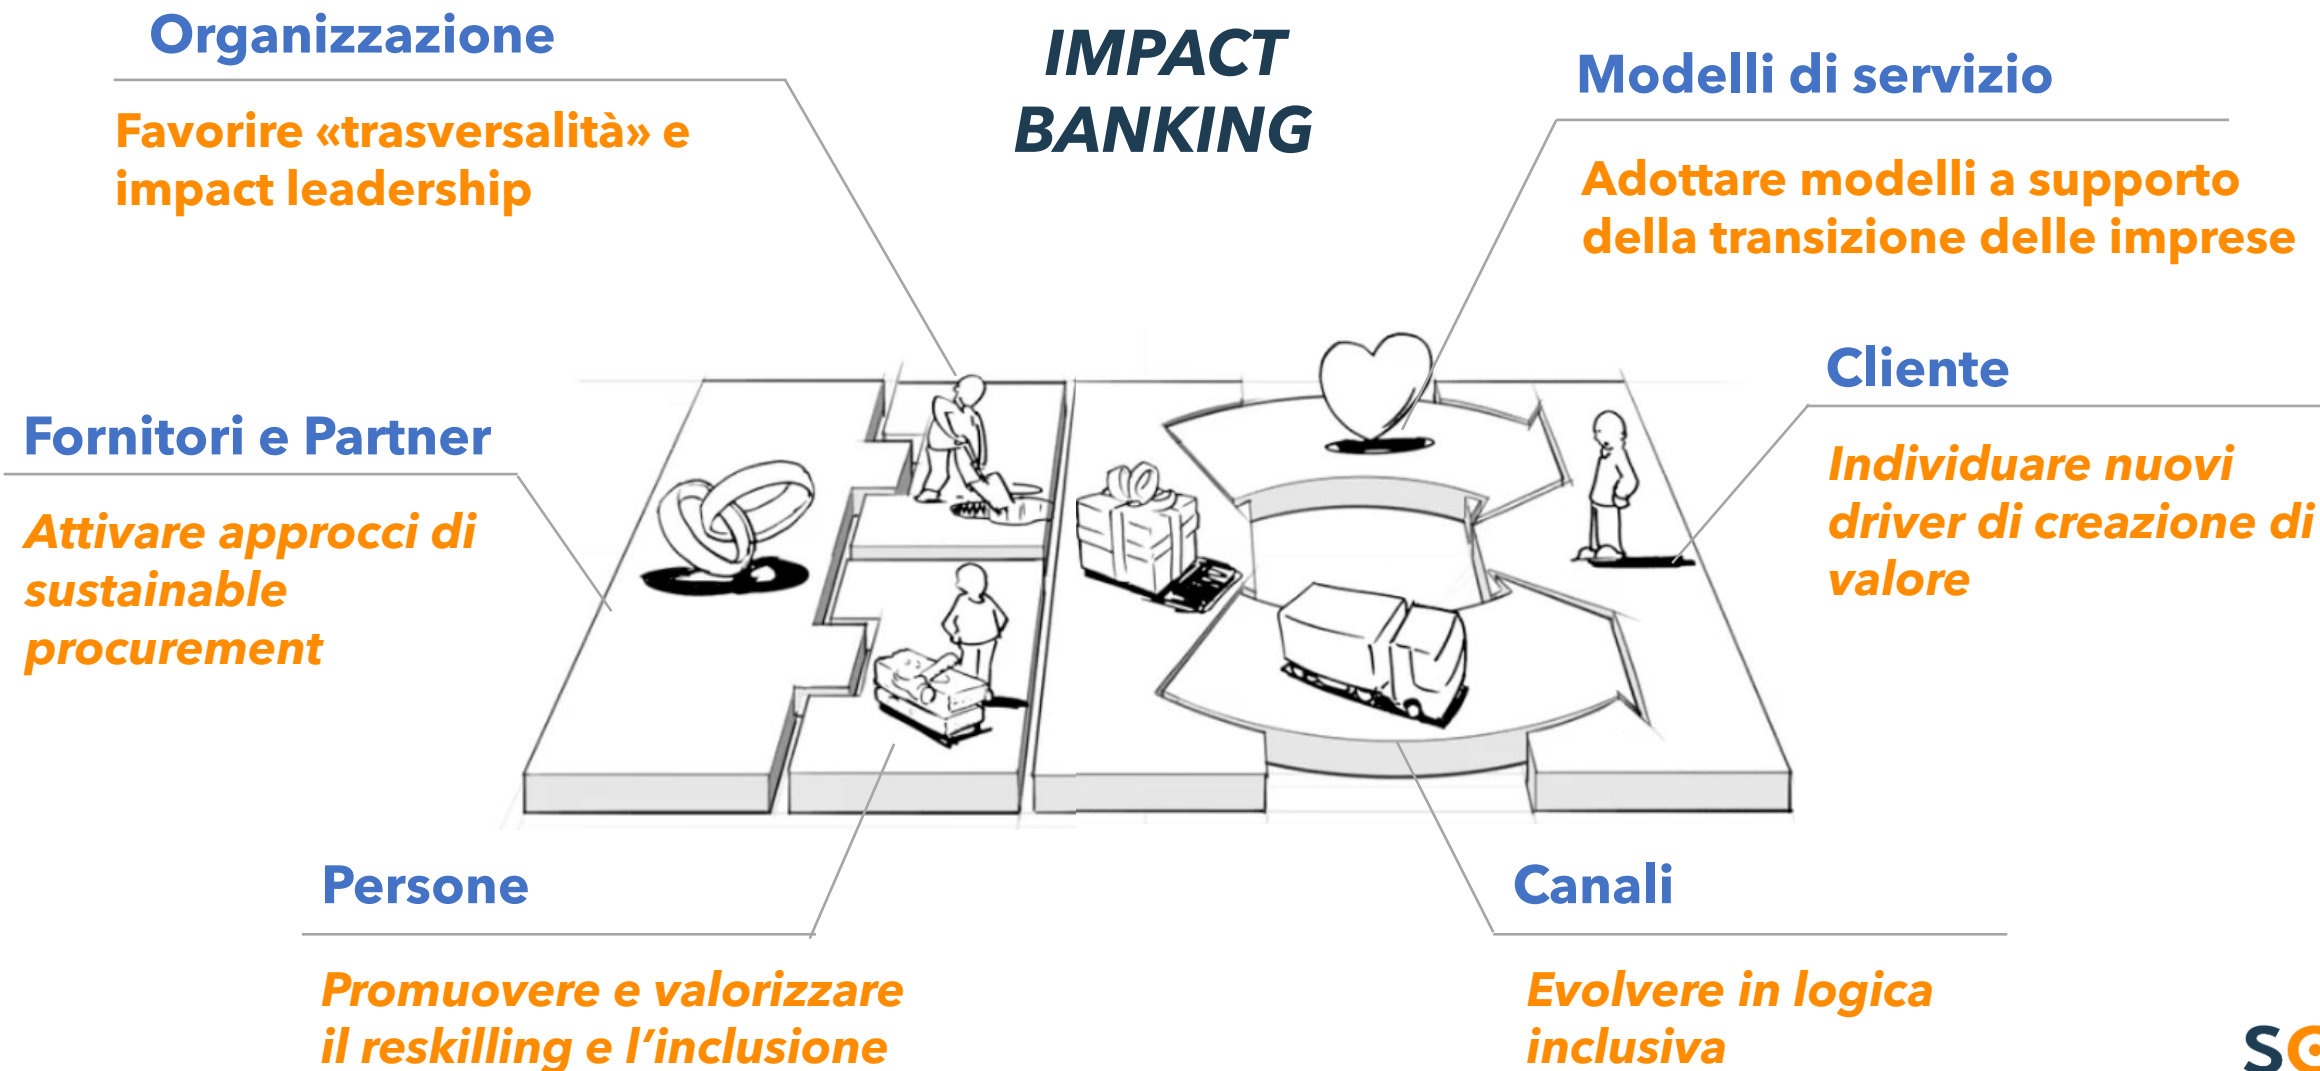 Organizzazione
Favorire «trasversalità» e
impact leadership
IMPACT
BANKING
Modelli di servizio
Adottare modelli a supporto
della transizione delle imprese
Fornitori e Partner
Attivare approcci di
sustainable
procurement
Cliente
Individuare nuovi
driver di creazione di
valore
Persone
Promuovere e valorizzare
il reskilling e l’inclusione
Canali
Evolvere in logica
inclusiva